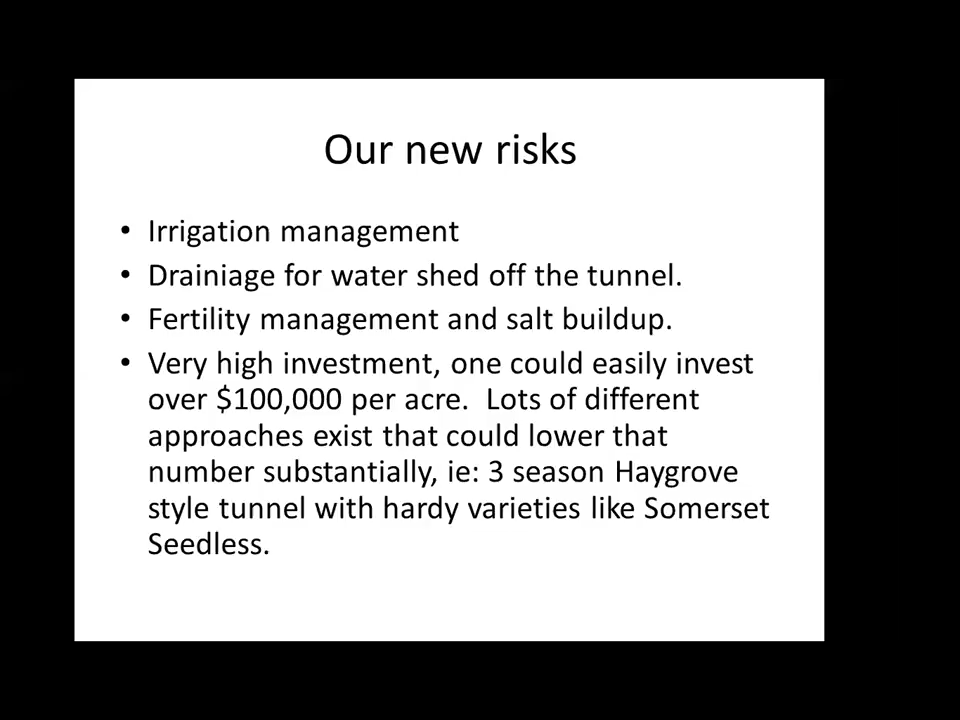 Our new risks
• Irrigation management
• Drainiage for water shed off the tunnel.
• Fertility management and salt buildup.
• Very high investment, one could easily invest
over $100,000 per acre.  Lots of different
approaches exist that could lower that
number substantially, ie: 3 season Haygrove
style tunnel with hardy varieties like Somerset
Seedless.